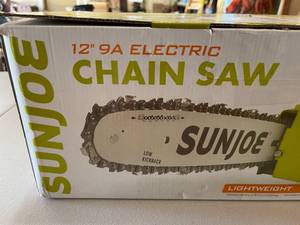 SUNJOE
12" 9A ELECTRIC
CHAIN SAW
SUNJOE
LOW
KICKBACK
LIGHTWEIGHT